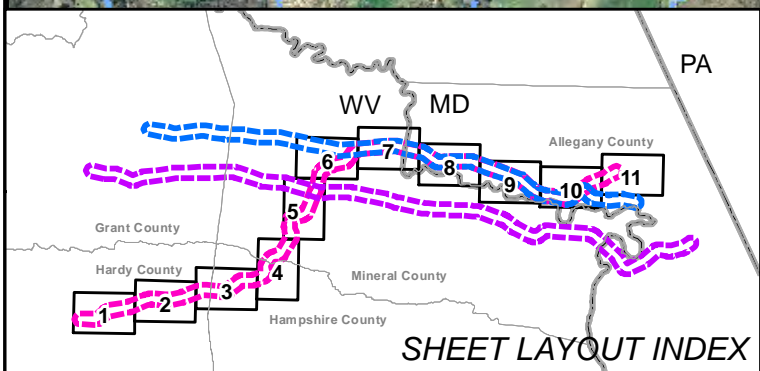 PA
WV MD
Allegany County
6
7
8
9
10
11
5
Grant County
Hardy County
4
Mineral County
1
2
3
Hampshire County
SHEET LAYOUT INDEX